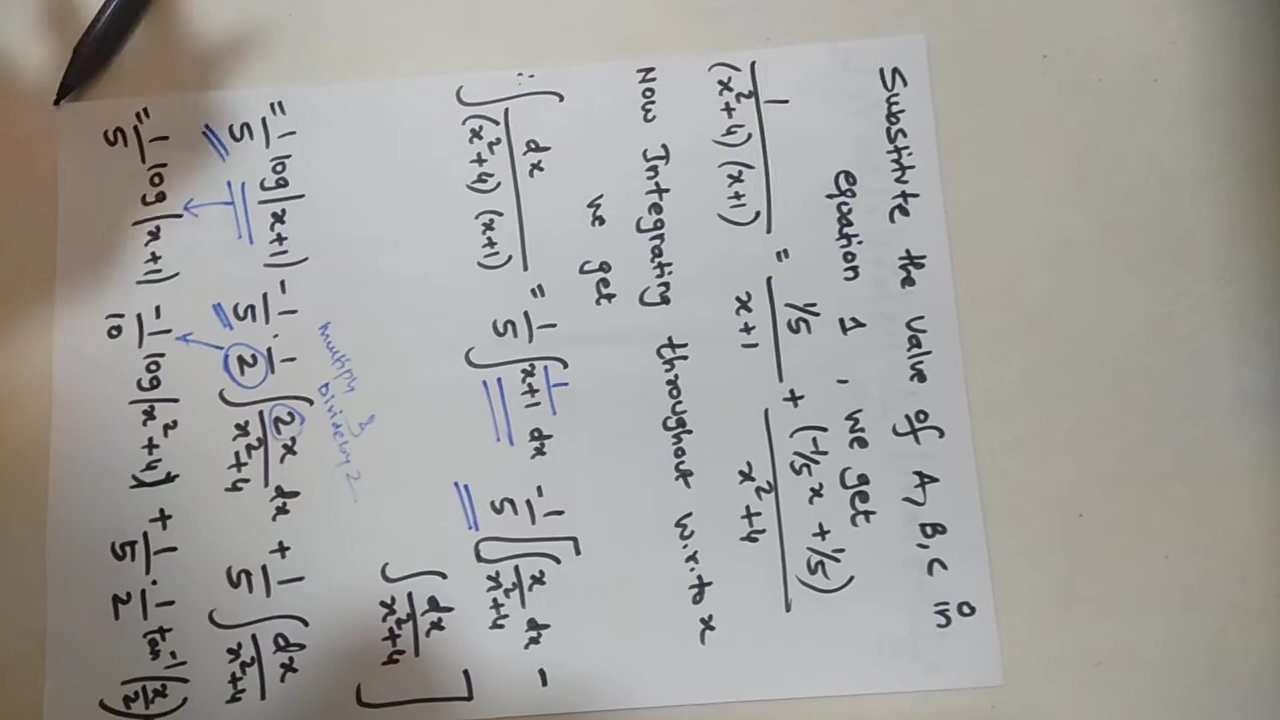 Substitute the value of A, B, C in
equation 1, we get
1/((x²+4)(x+1)) = (1/5)/(x+1) + (-1/5 x + 1/5)/(x²+4)
Now Integrating throughout w.r.to x
we get
∴ ∫ dx/((x²+4)(x+1)) = 1/5 ∫ 1/(x+1) dx - 1/5 [∫ x/(x²+4) dx -
∫ dx/(x²+4)]
multiply &
Divide by 2
= 1/5 log|x+1| - 1/5 · 1/2 ∫ 2x/(x²+4) dx + 1/5 ∫ dx/(x²+4)
= 1/5 log|x+1| - 1/10 log|x²+4| + 1/5 · 1/2 tan⁻¹(x/2)